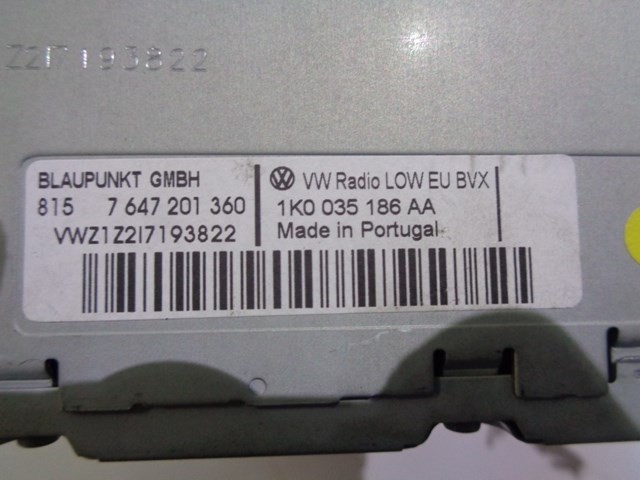 Z2I7193822
BLAUPUNKT GMBH
815 7 647 201 360
VWZ1Z2I7193822
VW Radio LOW EU BVX
1K0 035 186 AA
Made in Portugal